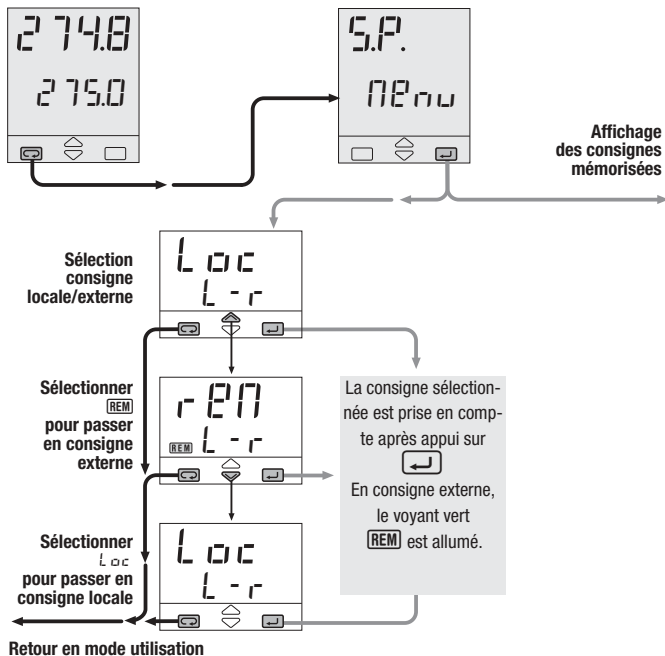 274.8
275.0
S.P.
MEnu
Affichage
des consignes
mémorisées
Sélection
consigne
locale/externe
Loc
L-r
Sélectionner
REM
pour passer
en consigne
externe
rEM
REM L-r
La consigne sélection-
née est prise en comp-
te après appui sur
En consigne externe,
le voyant vert
REM est allumé.
Sélectionner
Loc
pour passer en
consigne locale
Loc
L-r
Retour en mode utilisation